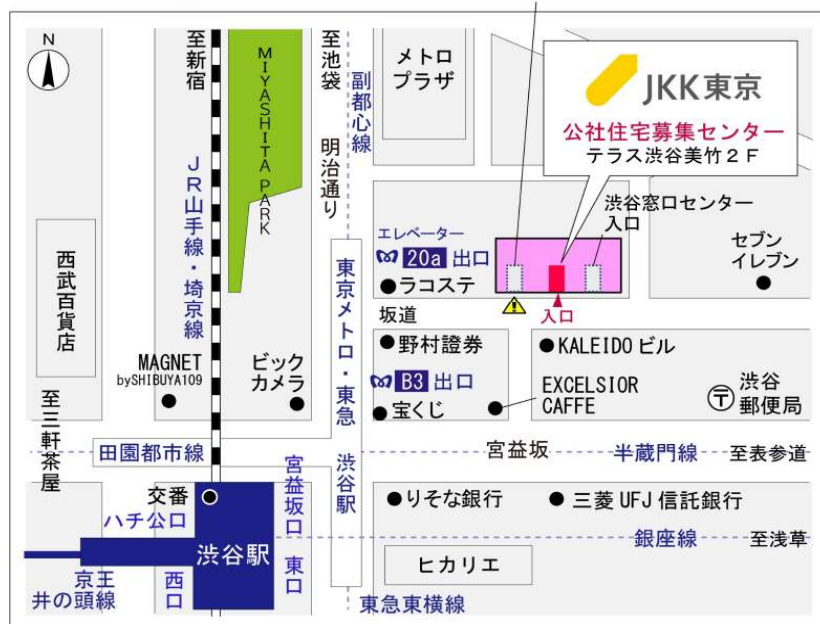 N
至新宿
MIYASHITA PARK
至池袋
副都心線
明治通り
メトロ
プラザ
JKK東京
公社住宅募集センター
テラス渋谷美竹2F
JR山手線・埼京線
西武百貨店
エレベーター
20a 出口
ラコステ
渋谷窓口センター
入口
セブン
イレブン
坂道
入口
東京メトロ・東急 渋谷駅
野村證券
KALEIDO ビル
MAGNET
bySHIBUYA109
ビック
カメラ
B3 出口
宝くじ
EXCELSIOR
CAFFE
〒
渋谷
郵便局
至三軒茶屋
田園都市線
宮益坂
半蔵門線
至表参道
宮益坂口
交番
ハチ公口
りそな銀行
三菱UFJ信託銀行
渋谷駅
銀座線
至浅草
東口
西口
ヒカリエ
京王
井の頭線
東急東横線